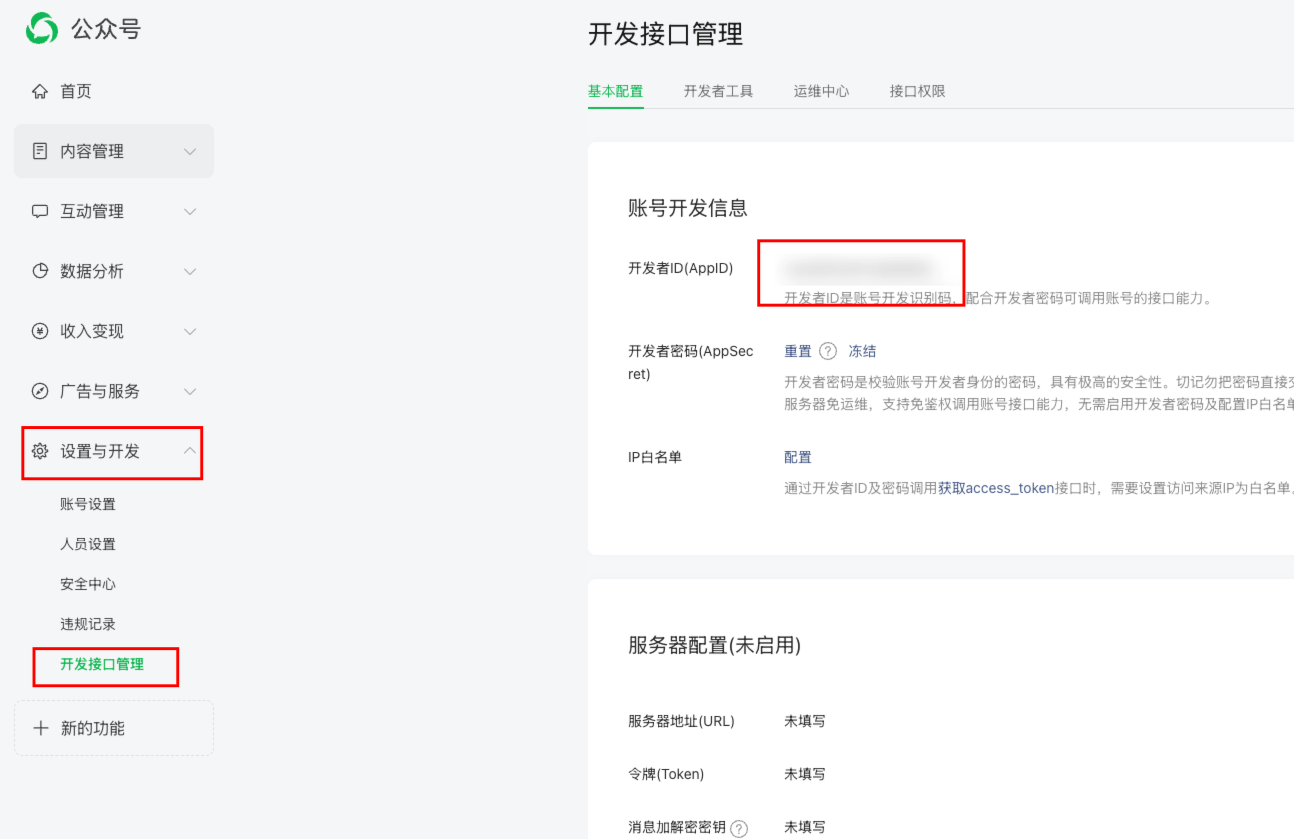 公众号
首页
内容管理
互动管理
数据分析
收入变现
广告与服务
设置与开发
账号设置
人员设置
安全中心
违规记录
开发接口管理
新的功能
开发接口管理
基本配置 开发者工具 运维中心 接口权限
账号开发信息
开发者ID(AppID)
开发者ID是账号开发识别码，配合开发者密码可调用账号的接口能力。
开发者密码(AppSec
ret)
重置 ? 冻结
开发者密码是校验账号开发者身份的密码，具有极高的安全性。切记勿把密码直接交
服务器免运维，支持免鉴权调用账号接口能力，无需启用开发者密码及配置IP白名单
IP白名单 配置
通过开发者ID及密码调用获取access_token接口时，需要设置访问来源IP为白名单。
服务器配置(未启用)
服务器地址(URL) 未填写
令牌(Token) 未填写
消息加解密密钥 ? 未填写